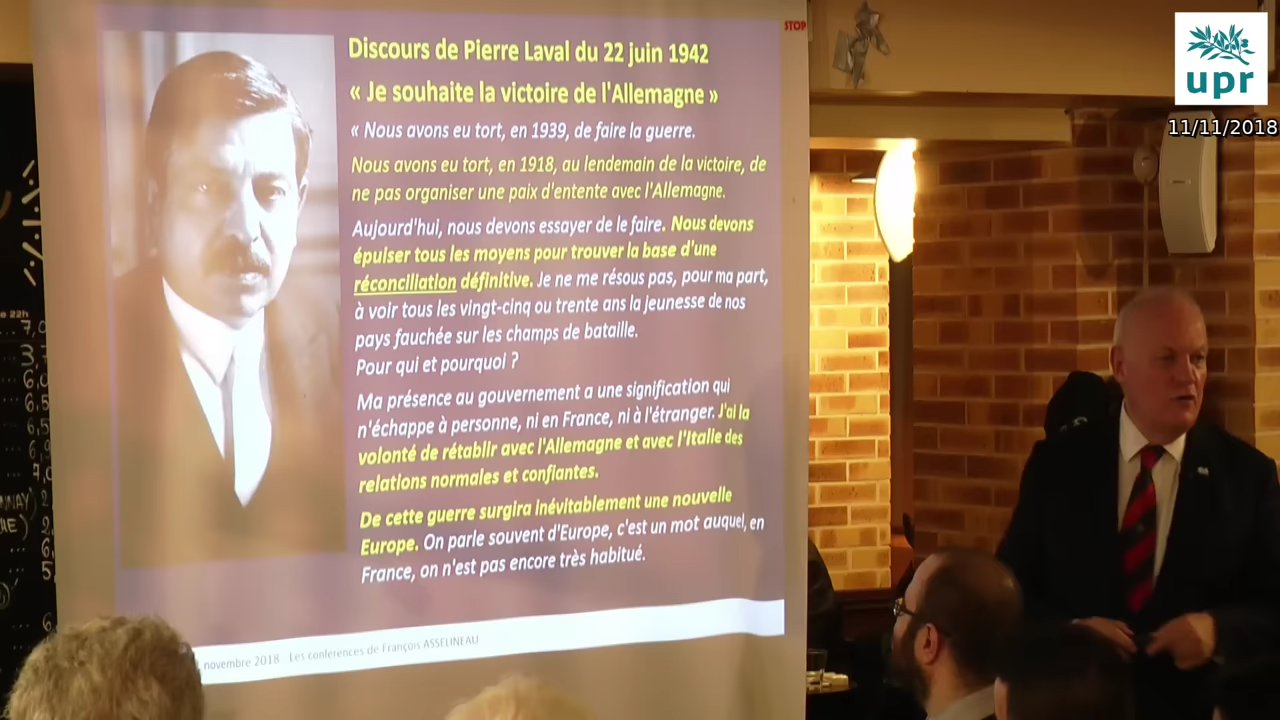 STOP
Discours de Pierre Laval du 22 juin 1942
« Je souhaite la victoire de l'Allemagne »
« Nous avons eu tort, en 1939, de faire la guerre.
Nous avons eu tort, en 1918, au lendemain de la victoire, de
ne pas organiser une paix d'entente avec l'Allemagne.
Aujourd'hui, nous devons essayer de le faire. Nous devons
épuiser tous les moyens pour trouver la base d'une
réconciliation définitive. Je ne me résous pas, pour ma part,
à voir tous les vingt-cinq ou trente ans la jeunesse de nos
pays fauchée sur les champs de bataille.
Pour qui et pourquoi ?
Ma présence au gouvernement a une signification qui
n'échappe à personne, ni en France, ni à l'étranger. J'ai la
volonté de rétablir avec l'Allemagne et avec l'Italie des
relations normales et confiantes.
De cette guerre surgira inévitablement une nouvelle
Europe. On parle souvent d'Europe, c'est un mot auquel, en
France, on n'est pas encore très habitué.
novembre 2018 Les conférences de François ASSELINEAU
upr
11/11/2018
e 22h